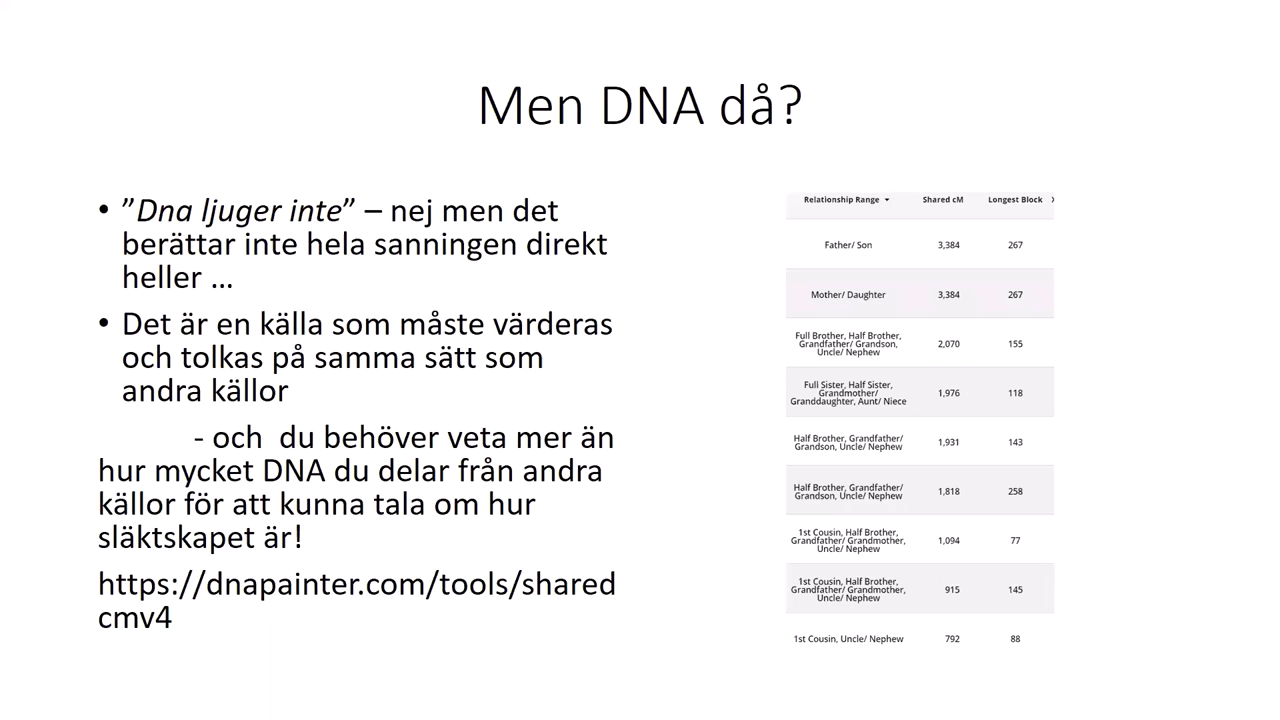 Men DNA då?
• ”Dna ljuger inte” – nej men det
berättar inte hela sanningen direkt
heller …
• Det är en källa som måste värderas
och tolkas på samma sätt som
andra källor
- och  du behöver veta mer än
hur mycket DNA du delar från andra
källor för att kunna tala om hur
släktskapet är!
https://dnapainter.com/tools/shared
cmv4
Relationship Range ▼ Shared cM Longest Block
Father/ Son 3,384 267
Mother/ Daughter 3,384 267
Full Brother, Half Brother,
Grandfather/ Grandson, 2,070 155
Uncle/ Nephew
Full Sister, Half Sister,
Grandmother/ 1,976 118
Granddaughter, Aunt/ Niece
Half Brother, Grandfather/ 1,931 143
Grandson, Uncle/ Nephew
Half Brother, Grandfather/ 1,818 258
Grandson, Uncle/ Nephew
1st Cousin, Half Brother,
Grandfather/ Grandmother, 1,094 77
Uncle/ Nephew
1st Cousin, Half Brother,
Grandfather/ Grandmother, 915 145
Uncle/ Nephew
1st Cousin, Uncle/ Nephew 792 88